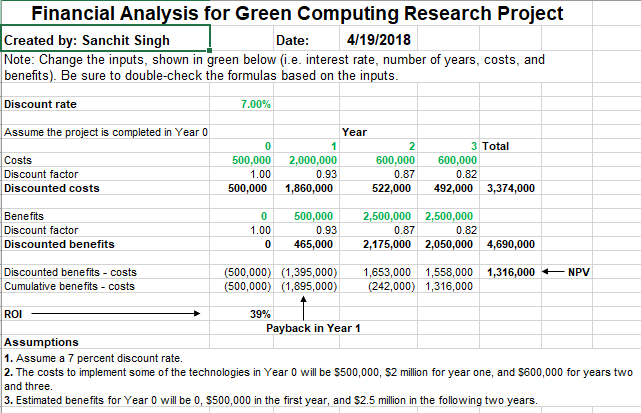 Financial Analysis for Green Computing Research Project
Created by: Sanchit Singh Date: 4/19/2018
Note: Change the inputs, shown in green below (i.e. interest rate, number of years, costs, and
benefits). Be sure to double-check the formulas based on the inputs.
Discount rate 7.00%
Assume the project is completed in Year 0 Year
0 1 2 3 Total
Costs 500,000 2,000,000 600,000 600,000
Discount factor 1.00 0.93 0.87 0.82
Discounted costs 500,000 1,860,000 522,000 492,000 3,374,000
Benefits 0 500,000 2,500,000 2,500,000
Discount factor 1.00 0.93 0.87 0.82
Discounted benefits 0 465,000 2,175,000 2,050,000 4,690,000
Discounted benefits - costs (500,000) (1,395,000) 1,653,000 1,558,000 1,316,000 NPV
Cumulative benefits - costs (500,000) (1,895,000) (242,000) 1,316,000
ROI 39%
Payback in Year 1
Assumptions
1. Assume a 7 percent discount rate.
2. The costs to implement some of the technologies in Year 0 will be $500,000, $2 million for year one, and $600,000 for years two
and three.
3. Estimated benefits for Year 0 will be 0, $500,000 in the first year, and $2.5 million in the following two years.